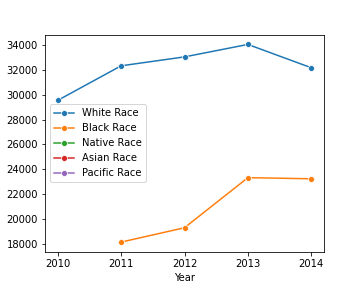 34000
32000
30000
28000
26000
24000
22000
20000
18000
White Race
Black Race
Native Race
Asian Race
Pacific Race
2010 2011 2012 2013 2014
Year